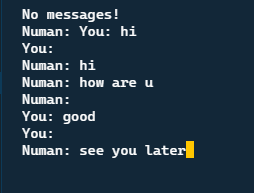 No messages!
Numan: You: hi
You:
Numan: hi
Numan: how are u
Numan:
You: good
You:
Numan: see you later